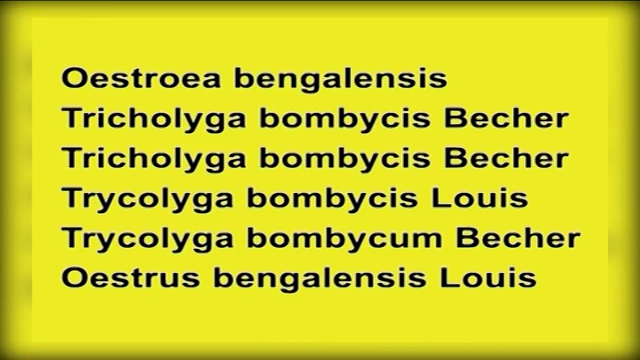 Oestroea bengalensis
Tricholyga bombycis Becher
Tricholyga bombycis Becher
Trycolyga bombycis Louis
Trycolyga bombycum Becher
Oestrus bengalensis Louis